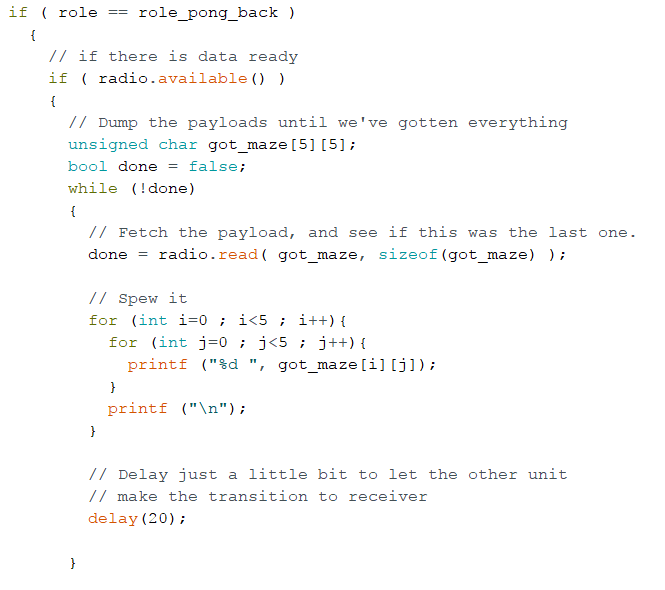 if ( role == role_pong_back )
{
// if there is data ready
if ( radio.available() )
{
// Dump the payloads until we've gotten everything
unsigned char got_maze[5][5];
bool done = false;
while (!done)
{
// Fetch the payload, and see if this was the last one.
done = radio.read( got_maze, sizeof(got_maze) );
// Spew it
for (int i=0 ; i<5 ; i++){
for (int j=0 ; j<5 ; j++){
printf ("%d ", got_maze[i][j]);
}
printf ("\n");
}
// Delay just a little bit to let the other unit
// make the transition to receiver
delay(20);
}